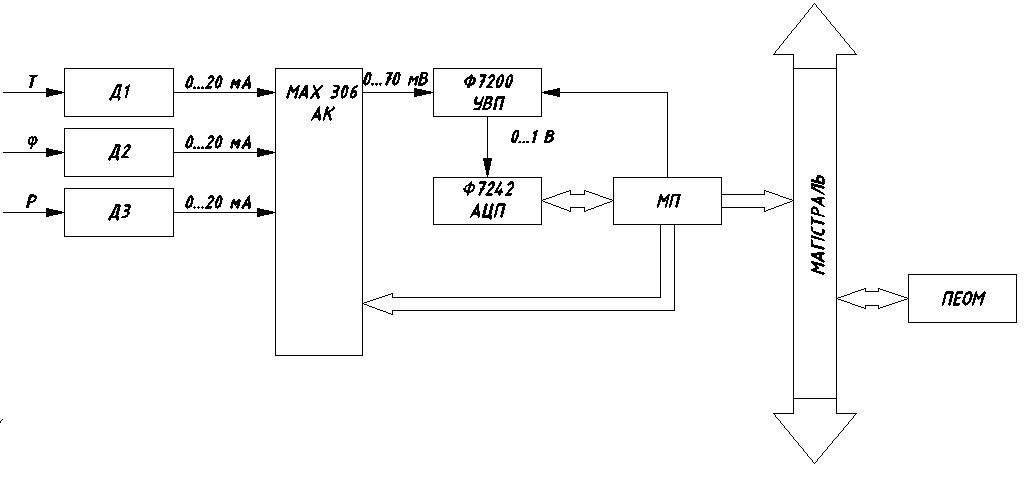 T
Д1
0...20 мА
MAX 306
АК
0...70 мВ
Ф7200
УВП
φ
Д2
0...20 мА
0...1 В
P
Д3
0...20 мА
Ф7242
АЦП
МП
МАГІСТРАЛЬ
ПЕОМ